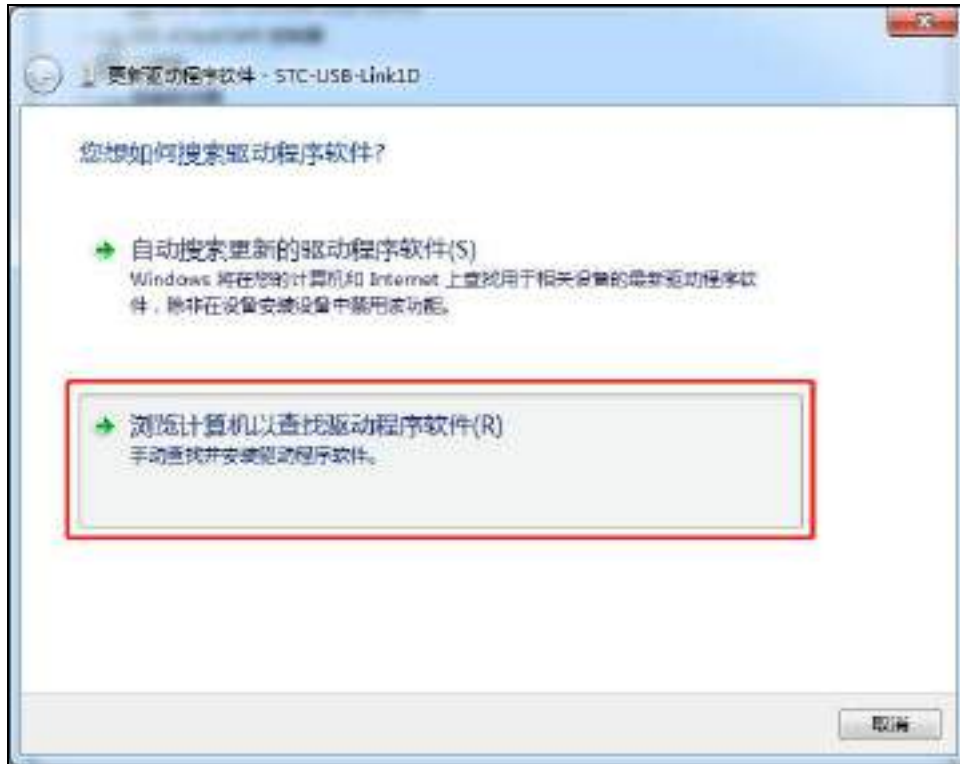 更新驱动程序软件 - STC-USB-Link1D
您想如何搜索驱动程序软件?
自动搜索更新的驱动程序软件(S)
Windows 将在您的计算机和 Internet 上查找用于相关设备的最新驱动程序软
件，除非在设备安装设置中禁用该功能。
浏览计算机以查找驱动程序软件(R)
手动查找并安装驱动程序软件。
取消